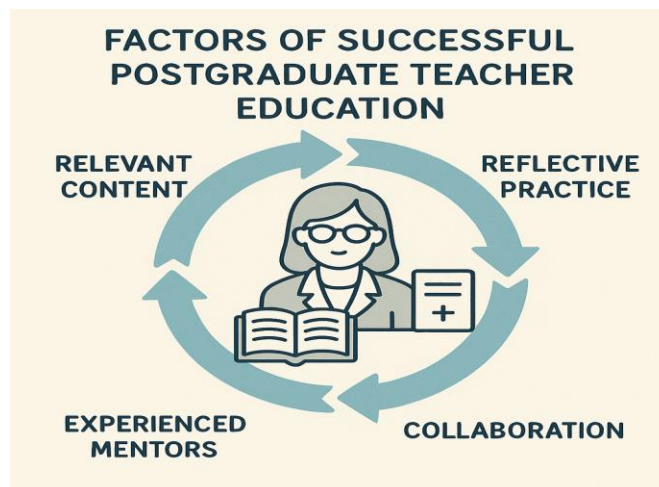 FACTORS OF SUCCESSFUL
POSTGRADUATE TEACHER
EDUCATION
RELEVANT
CONTENT
REFLECTIVE
PRACTICE
EXPERIENCED
MENTORS
COLLABORATION